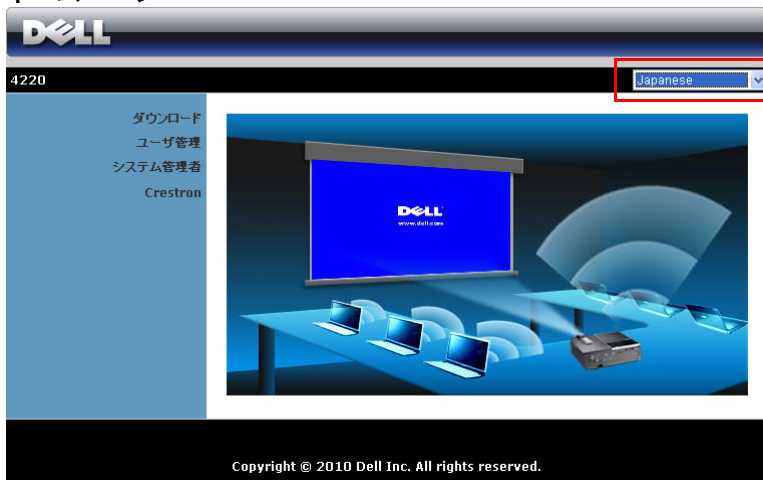 DELL
4220
Japanese
ダウンロード
ユーザ管理
システム管理者
Crestron
DELL
www.dell.com
Copyright © 2010 Dell Inc. All rights reserved.